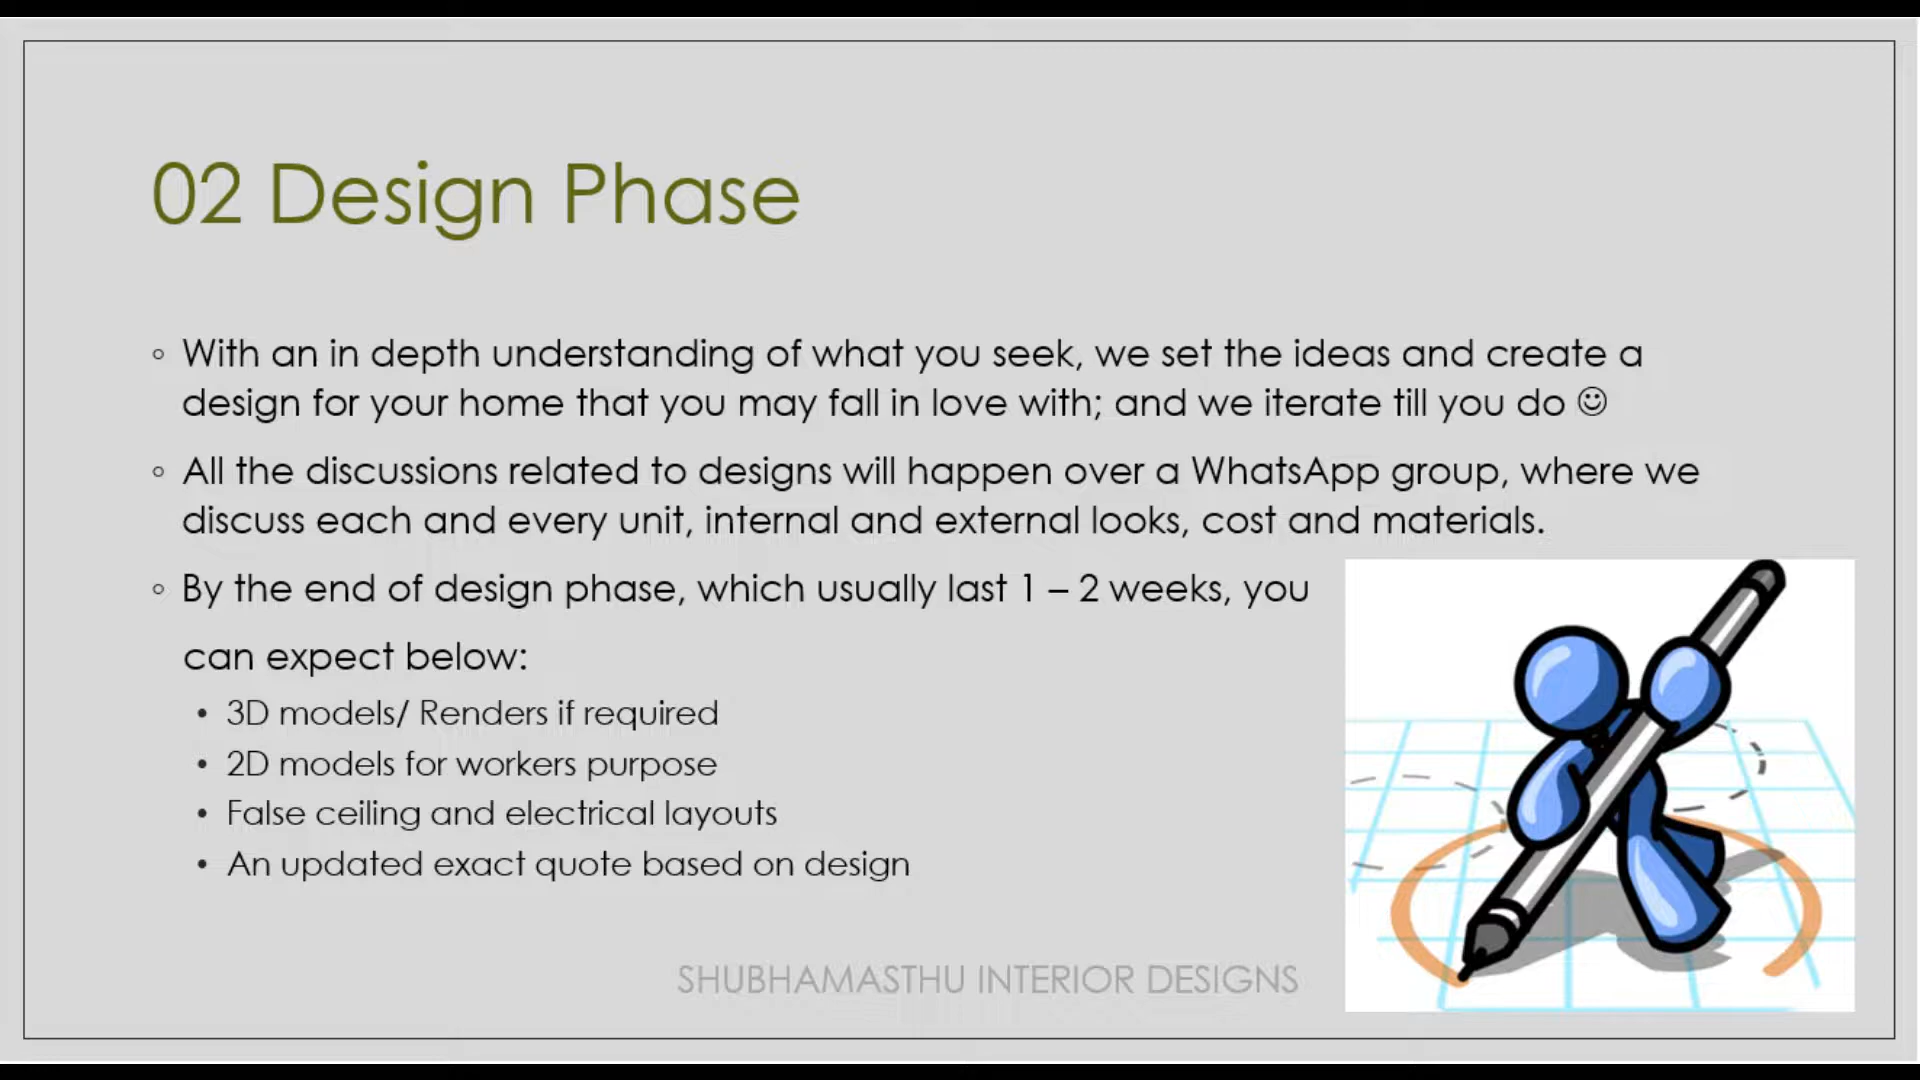 02 Design Phase
◦ With an in depth understanding of what you seek, we set the ideas and create a
design for your home that you may fall in love with; and we iterate till you do ☺
◦ All the discussions related to designs will happen over a WhatsApp group, where we
discuss each and every unit, internal and external looks, cost and materials.
◦ By the end of design phase, which usually last 1 – 2 weeks, you
can expect below:
• 3D models/ Renders if required
• 2D models for workers purpose
• False ceiling and electrical layouts
• An updated exact quote based on design
SHUBHAMASTHU INTERIOR DESIGNS